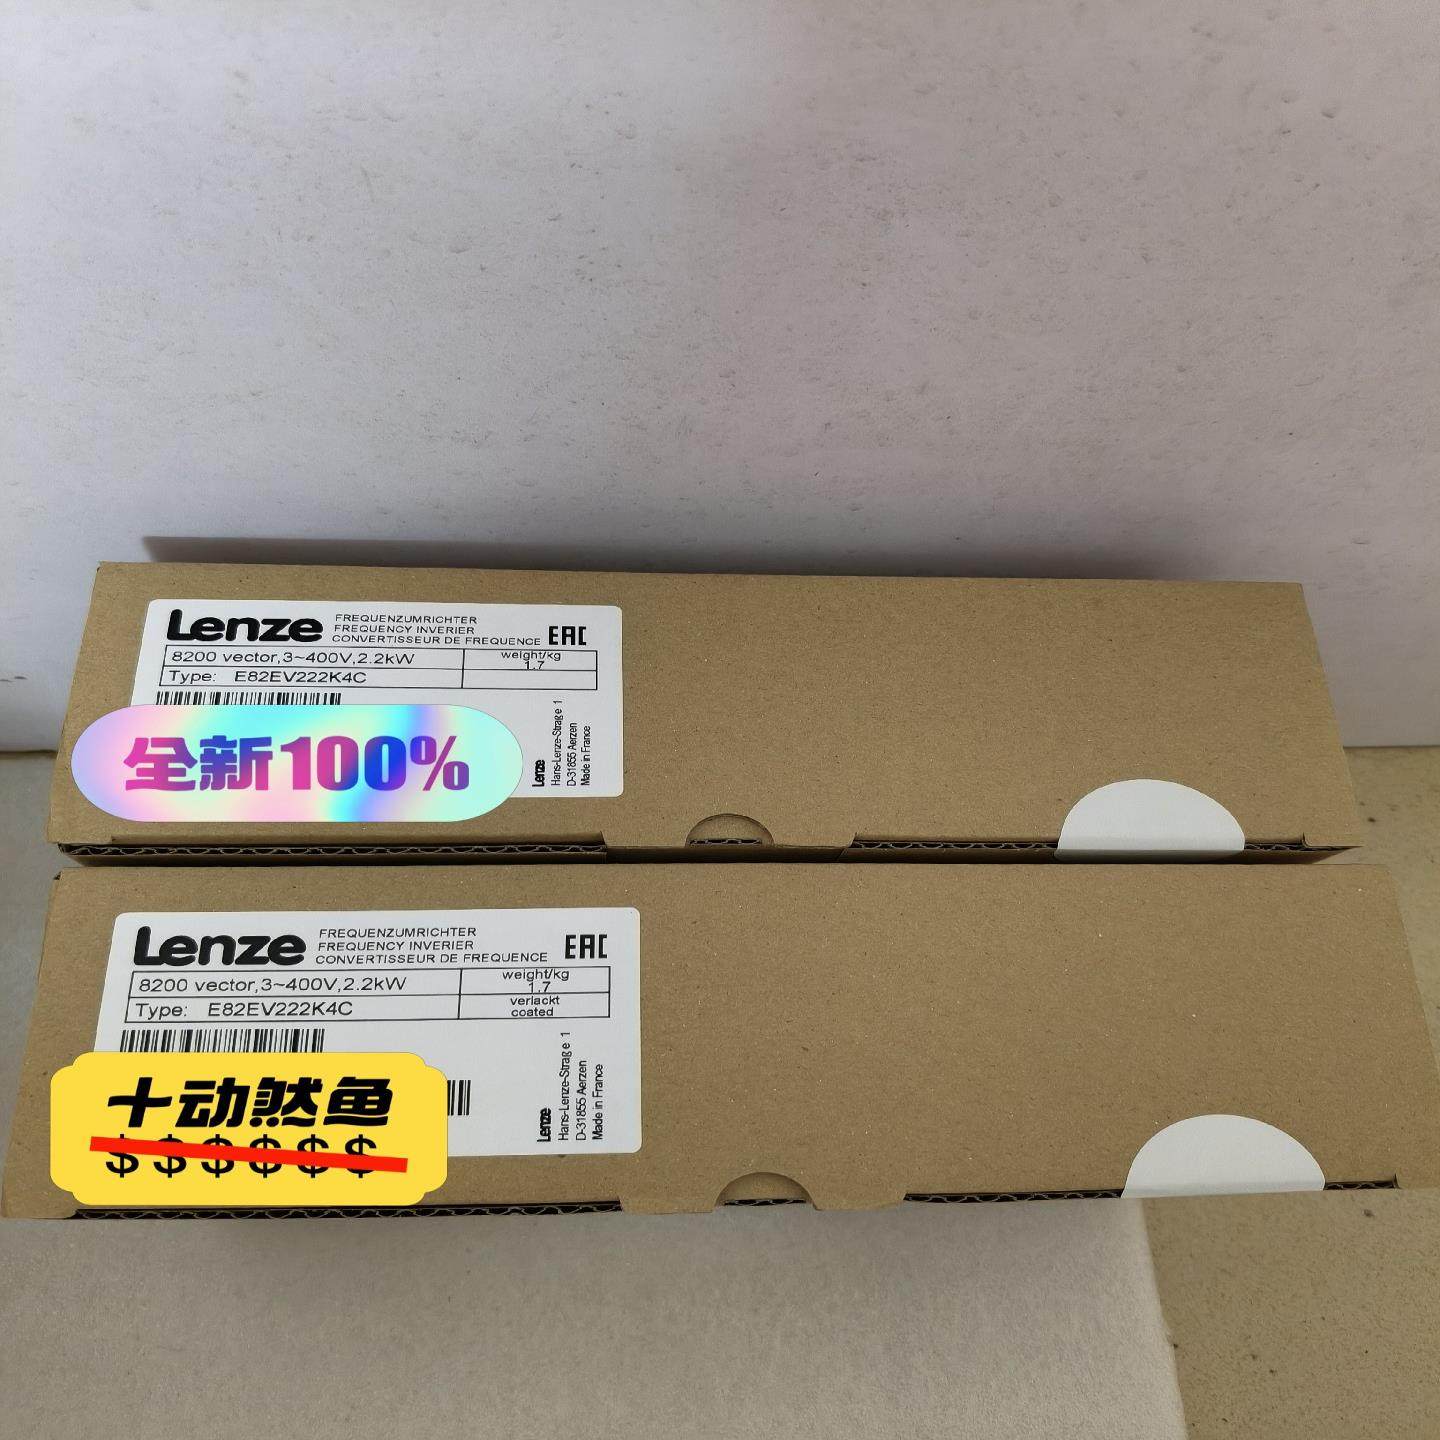 Lenze
FREQUENZUMRICHTER
FREQUENCY INVERIER
CONVERTISSEUR DE FREQUENCE
EAC
8200 vector,3~400V,2.2kW
weight/kg
1.7
Type: E82EV222K4C
Lenze
Hans-Lenze-Straße 1
D-31855 Aerzen
Made in France
全新100%
Lenze
FREQUENZUMRICHTER
FREQUENCY INVERIER
CONVERTISSEUR DE FREQUENCE
EAC
8200 vector,3~400V,2.2kW
weight/kg
1.7
Type: E82EV222K4C
verlackt
coated
Lenze
Hans-Lenze-Straße 1
D-31855 Aerzen
Made in France
十动然鱼
$$$$$$